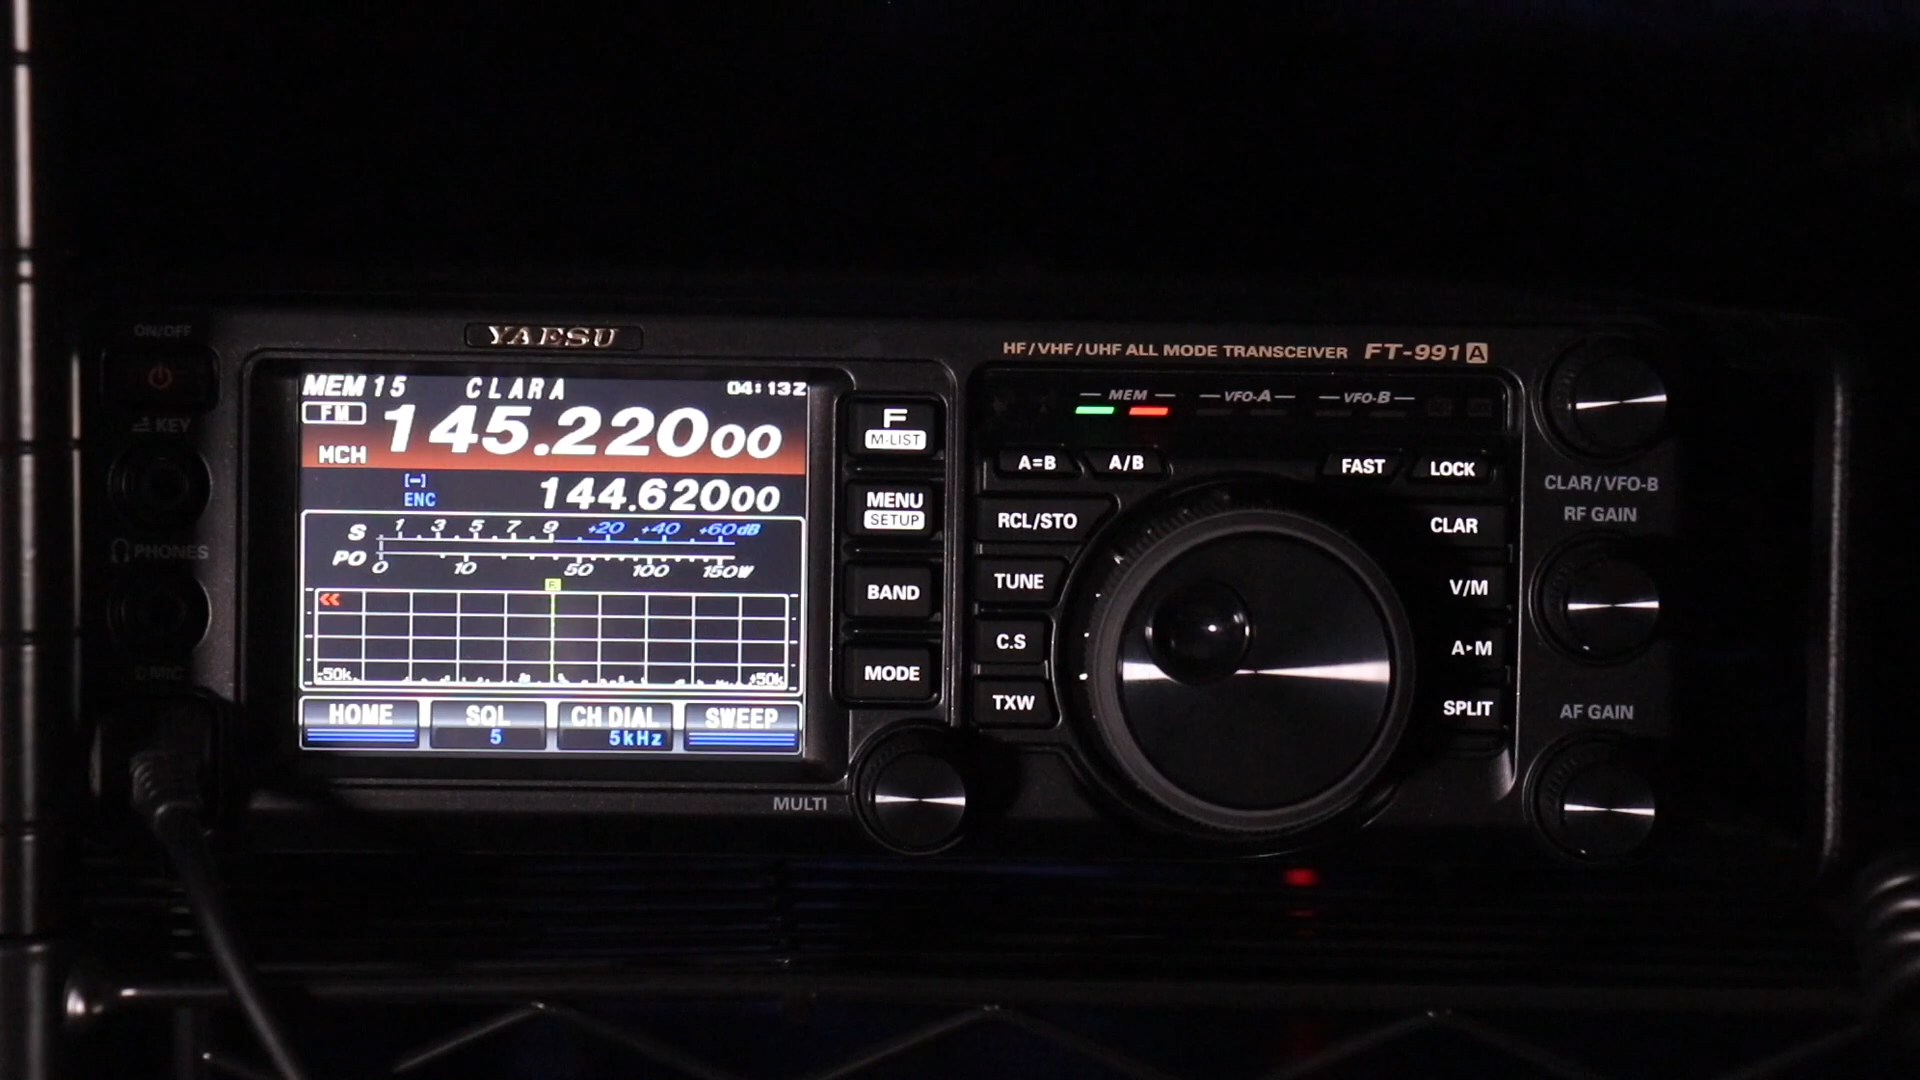 ON/OFF
KEY
PHONES
MIC
YAESU
MEM 15 CLARA 04:13Z
FM
145.22000
MCH
[-]
ENC
144.62000
S 1 3 5 7 9 +20 +40 +60dB
PO 0 10 50 100 150W
-50k +50k
HOME SQL CH DIAL SWEEP
5 5kHz
F
M-LIST
MENU
SETUP
BAND
MODE
MULTI
HF/VHF/UHF ALL MODE TRANSCEIVER FT-991A
MEM VFO-A VFO-B
A=B A/B FAST LOCK
RCL/STO
TUNE
C.S
TXW
CLAR
V/M
A▸M
SPLIT
CLAR/VFO-B
RF GAIN
AF GAIN